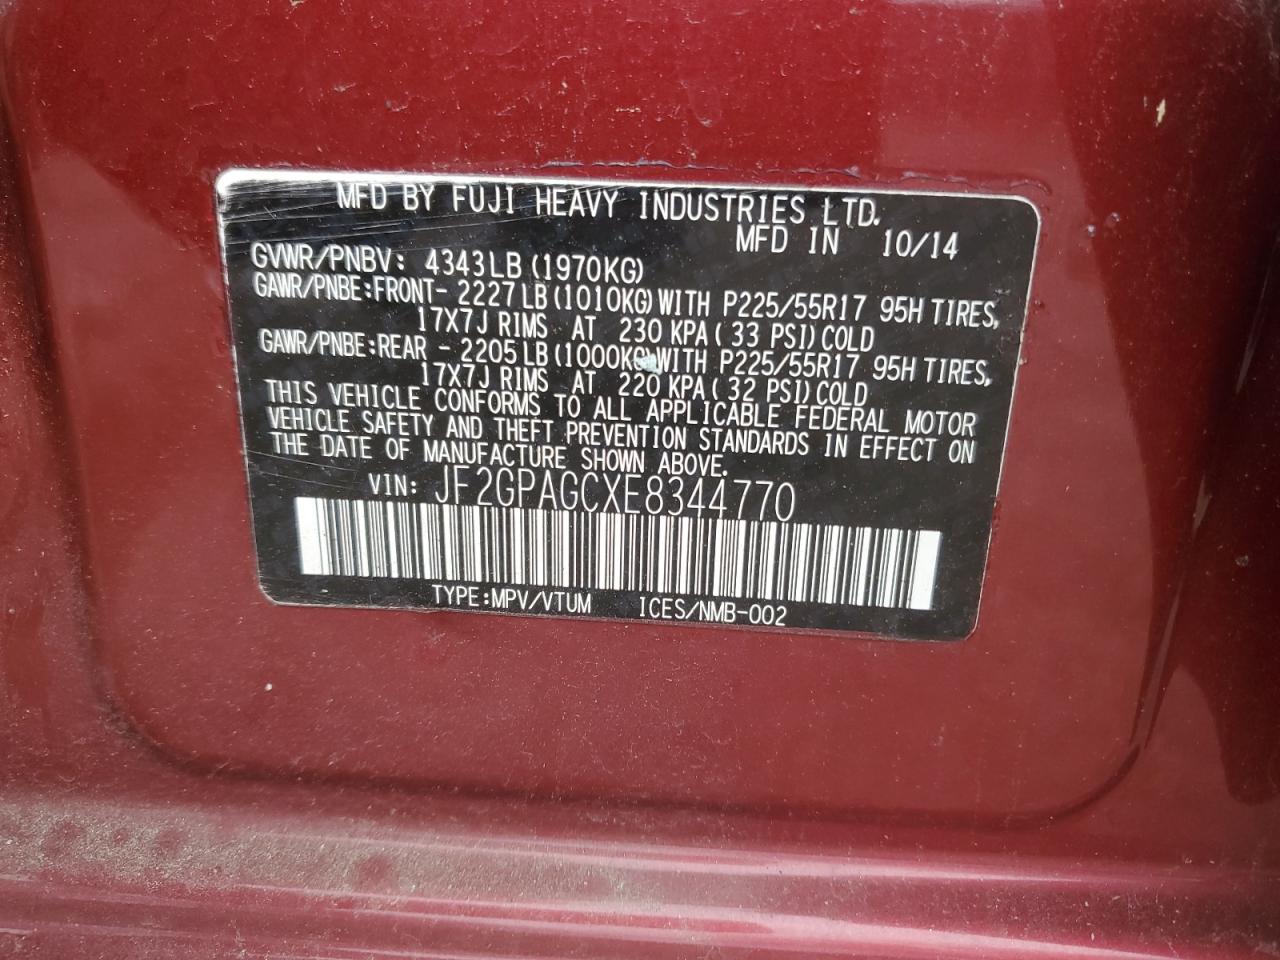 MFD BY FUJI HEAVY INDUSTRIES LTD.
MFD IN 10/14
GVWR/PNBV: 4343LB (1970KG)
GAWR/PNBE:FRONT- 2227LB(1010KG)WITH P225/55R17 95H TIRES,
17X7J RIMS AT 230 KPA(33 PSI)COLD
GAWR/PNBE:REAR - 2205LB(1000KG)WITH P225/55R17 95H TIRES,
17X7J RIMS AT 220 KPA(32 PSI)COLD
THIS VEHICLE CONFORMS TO ALL APPLICABLE FEDERAL MOTOR
VEHICLE SAFETY AND THEFT PREVENTION STANDARDS IN EFFECT ON
THE DATE OF MANUFACTURE SHOWN ABOVE.
VIN: JF2GPAGCXE8344770
TYPE:MPV/VTUM ICES/NMB-002